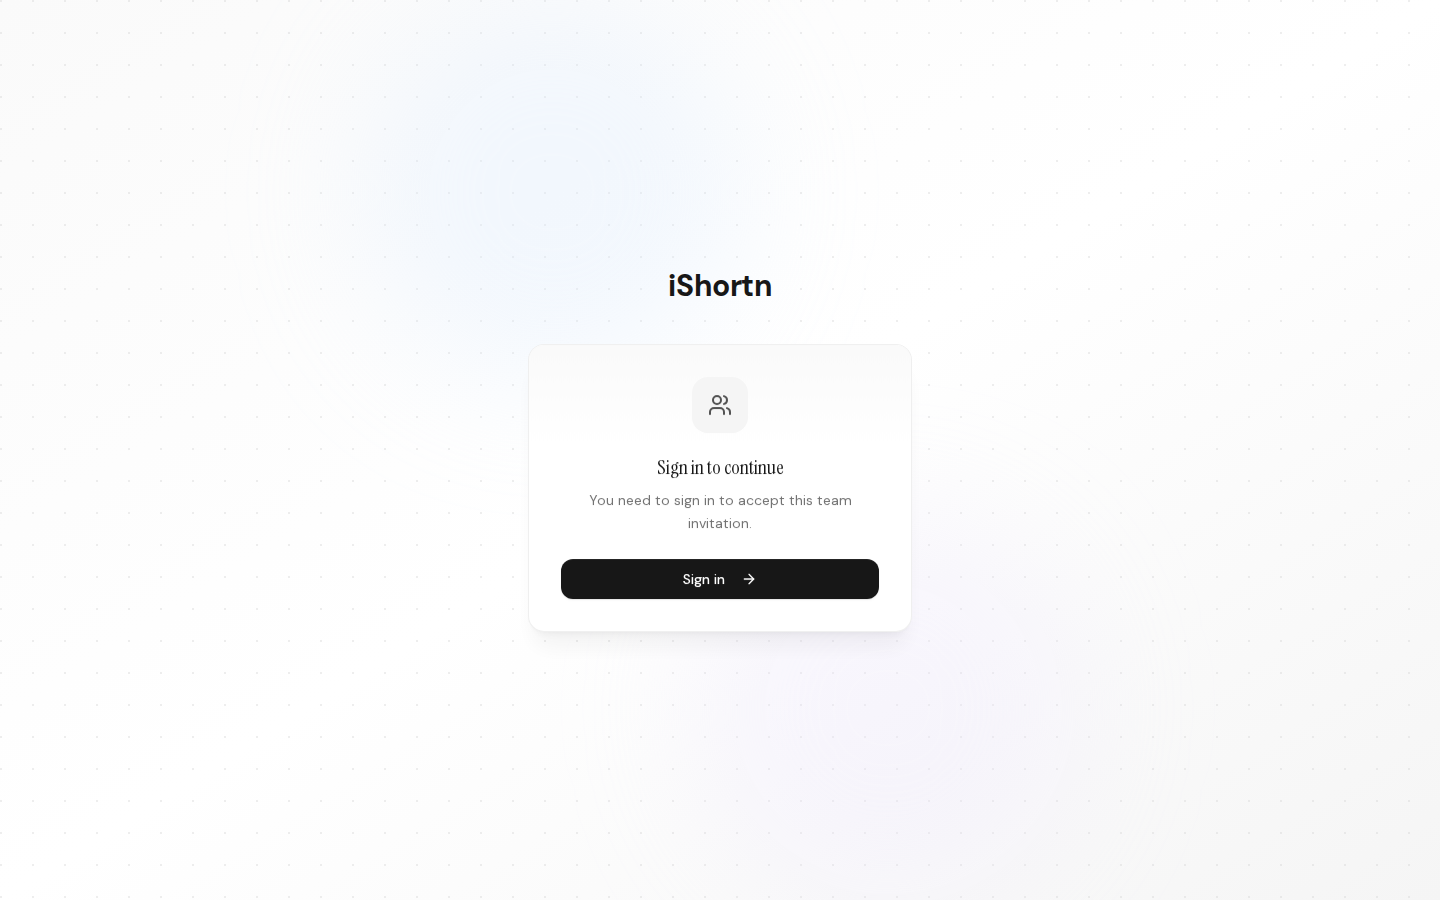 iShortn
Sign in to continue
You need to sign in to accept this team
invitation.
Sign in